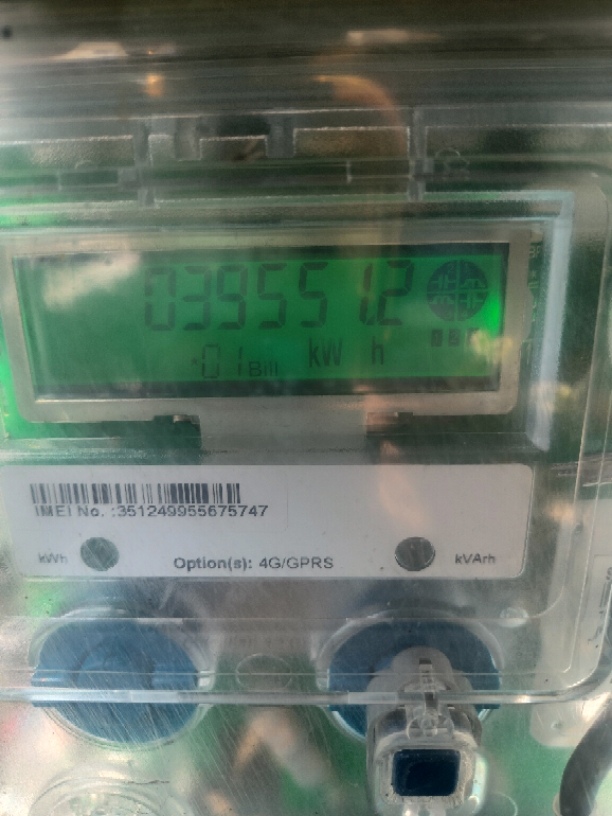 039551.2
-01 Bill kW h
IMEI No. :351249955675747
kWh Option(s): 4G/GPRS kVArh